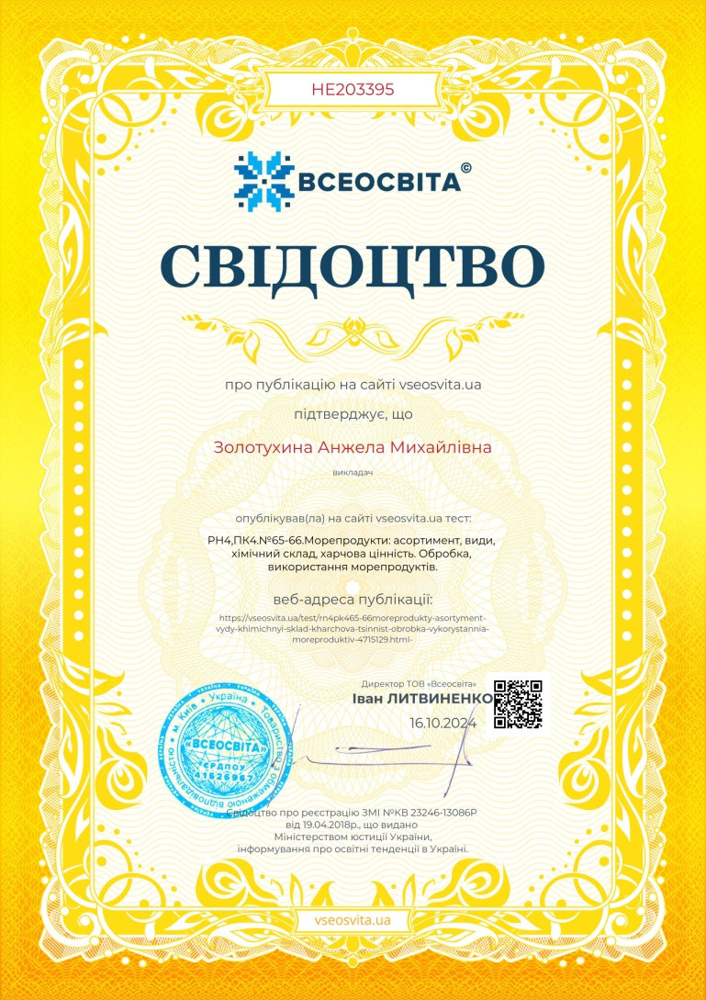 НЕ203395
ВСЕОСВІТА©
СВІДОЦТВО
про публікацію на сайті vseosvita.ua
підтверджує, що
Золотухина Анжела Михайлівна
викладач
опублікував(ла) на сайті vseosvita.ua тест:
РН4,ПК4.№65-66.Морепродукти: асортимент, види,
хімічний склад, харчова цінність. Обробка,
використання морепродуктів.
веб-адреса публікації:
https://vseosvita.ua/test/rn4pk465-66moreprodukty-asortyment-
vydy-khimichnyi-sklad-kharchova-tsinnist-obrobka-vykorystannia-
moreproduktiv-4715129.html-
Директор ТОВ «Всеосвіта»
Іван ЛИТВИНЕНКО
16.10.2024
УКРАЇНА • УКРАЇНА • УКРАЇНА
м. Київ • Україна • Товариство з обмеженою відповідальністю
«ВСЕОСВІТА»
ЄРДПОУ
41526967
Свідоцтво про реєстрацію ЗМІ №КВ 23246-13086Р
від 19.04.2018р., що видано
Міністерством юстиції України,
інформування про освітні тенденції в Україні.
vseosvita.ua